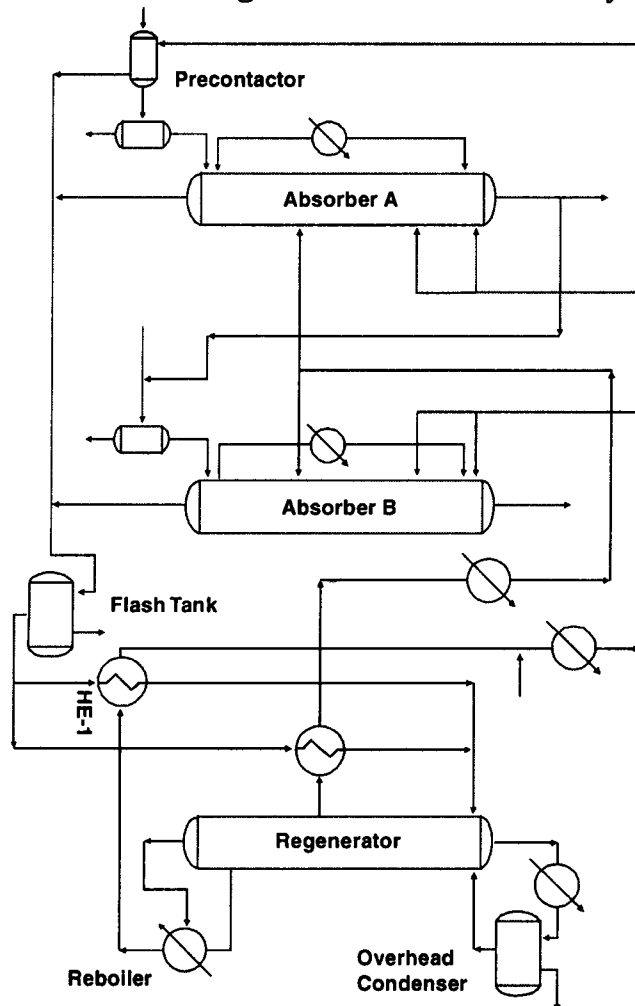 Precontactor
Absorber A
Absorber B
Flash Tank
HE-1
Regenerator
Reboiler
Overhead
Condenser